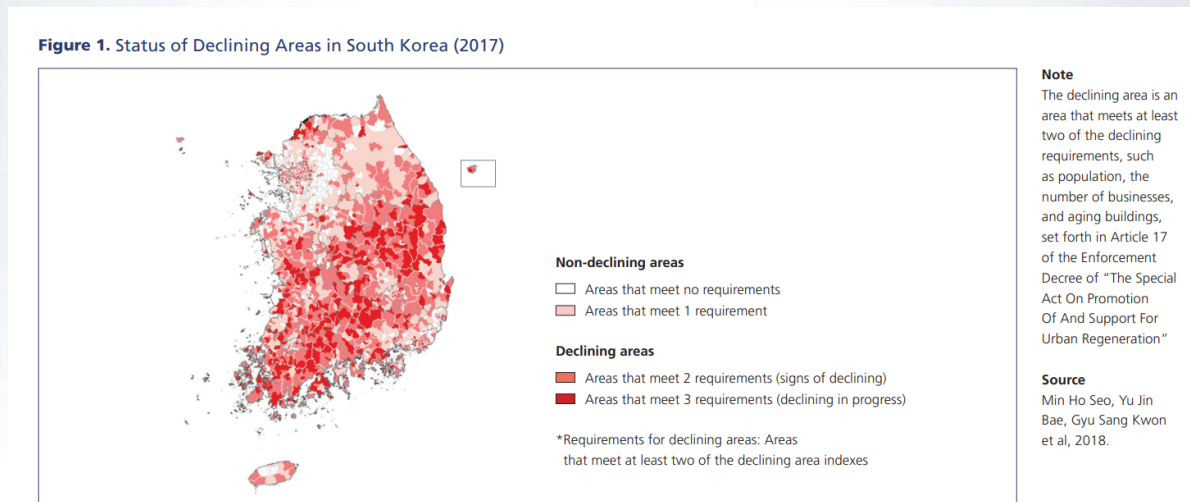 Figure 1. Status of Declining Areas in South Korea (2017)
Non-declining areas
Areas that meet no requirements
Areas that meet 1 requirement
Declining areas
Areas that meet 2 requirements (signs of declining)
Areas that meet 3 requirements (declining in progress)
*Requirements for declining areas: Areas
that meet at least two of the declining area indexes
Note
The declining area is an
area that meets at least
two of the declining
requirements, such
as population, the
number of businesses,
and aging buildings,
set forth in Article 17
of the Enforcement
Decree of “The Special
Act On Promotion
Of And Support For
Urban Regeneration”
Source
Min Ho Seo, Yu Jin
Bae, Gyu Sang Kwon
et al, 2018.